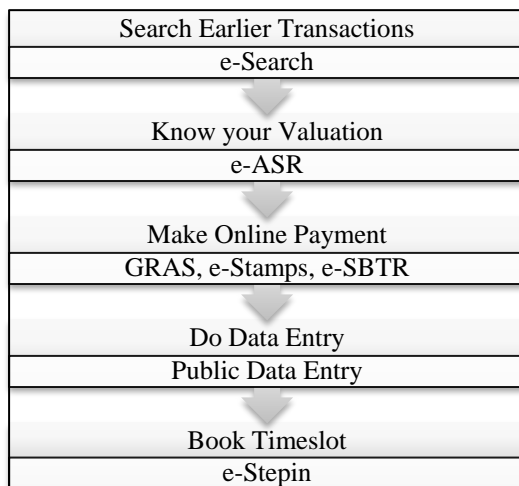 Search Earlier Transactions
e-Search
Know your Valuation
e-ASR
Make Online Payment
GRAS, e-Stamps, e-SBTR
Do Data Entry
Public Data Entry
Book Timeslot
e-Stepin